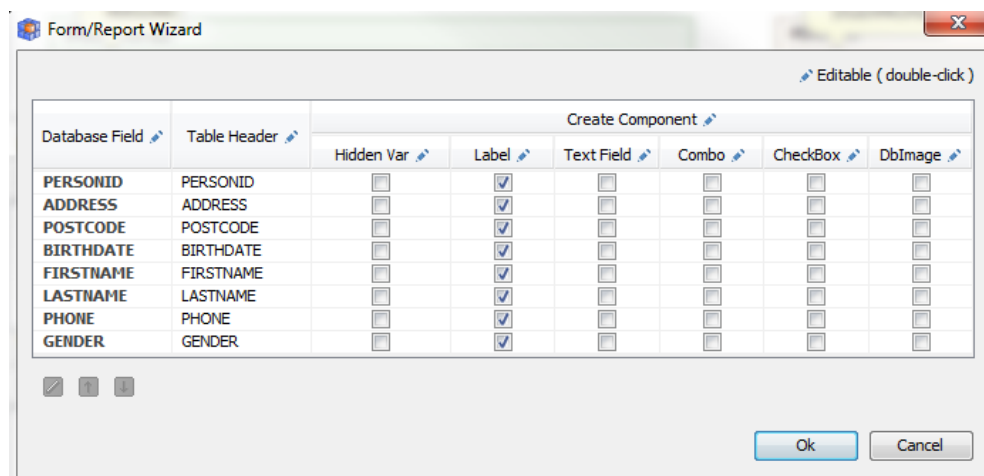 Form/Report Wizard
Editable ( double-click )
Database Field Table Header Create Component
Hidden Var Label Text Field Combo CheckBox DbImage
PERSONID PERSONID
ADDRESS ADDRESS
POSTCODE POSTCODE
BIRTHDATE BIRTHDATE
FIRSTNAME FIRSTNAME
LASTNAME LASTNAME
PHONE PHONE
GENDER GENDER
Ok Cancel